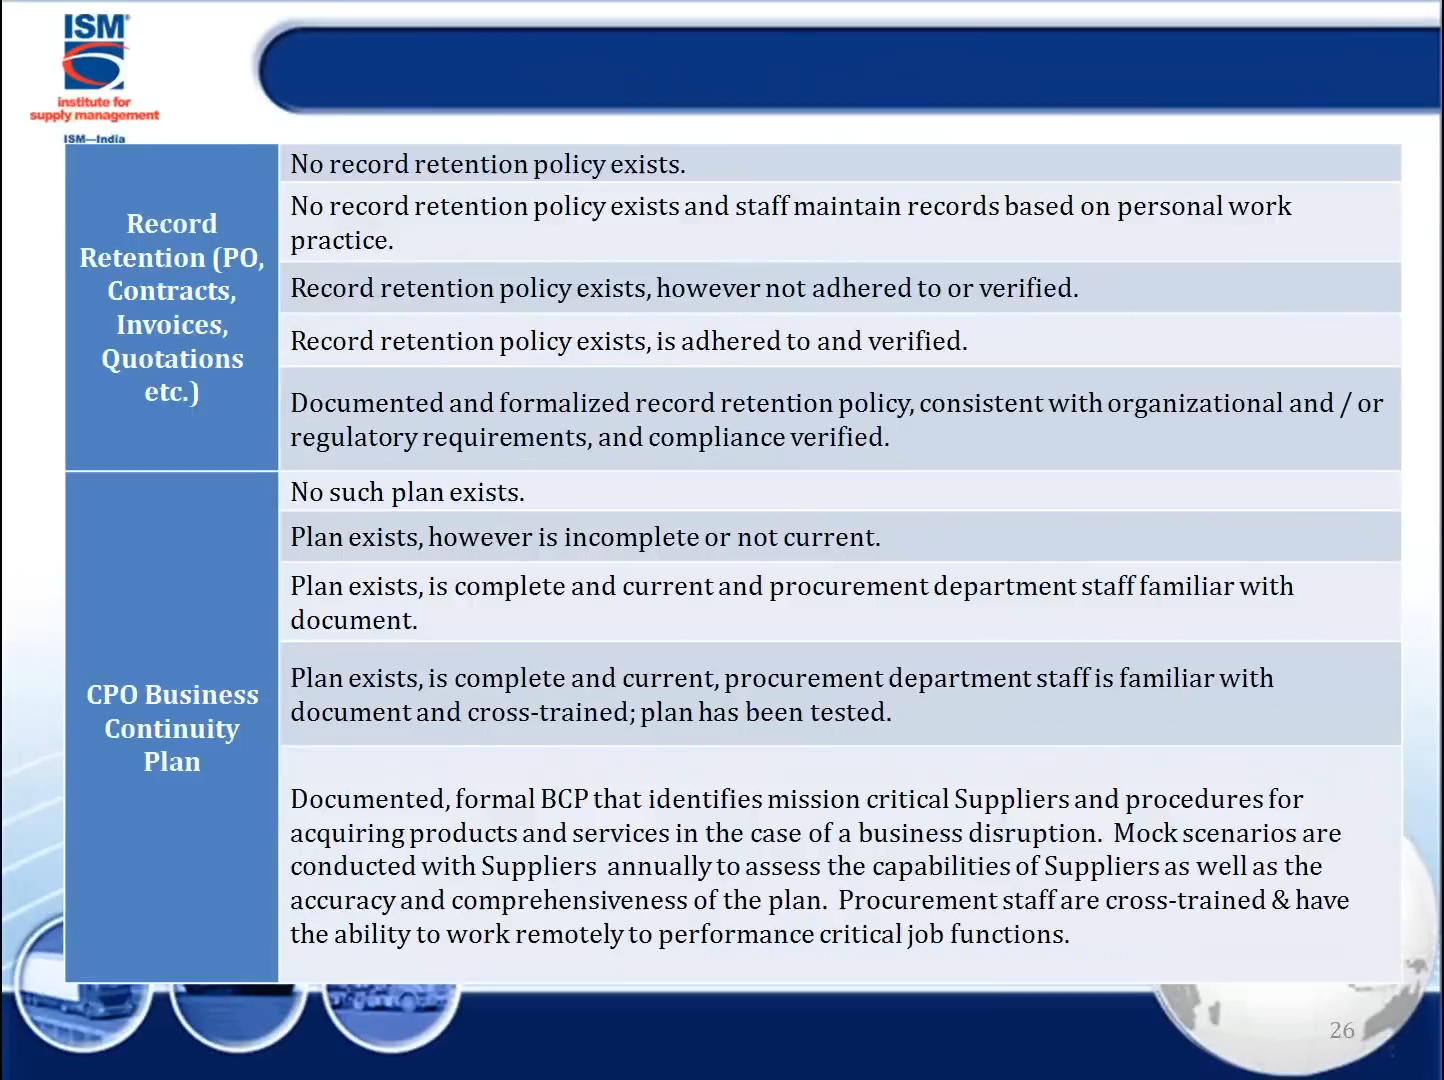 ISM®
institute for
supply management
ISM—India
Record
Retention (PO,
Contracts,
Invoices,
Quotations
etc.)
No record retention policy exists.
No record retention policy exists and staff maintain records based on personal work
practice.
Record retention policy exists, however not adhered to or verified.
Record retention policy exists, is adhered to and verified.
Documented and formalized record retention policy, consistent with organizational and / or
regulatory requirements, and compliance verified.
CPO Business
Continuity
Plan
No such plan exists.
Plan exists, however is incomplete or not current.
Plan exists, is complete and current and procurement department staff familiar with
document.
Plan exists, is complete and current, procurement department staff is familiar with
document and cross-trained; plan has been tested.
Documented, formal BCP that identifies mission critical Suppliers and procedures for
acquiring products and services in the case of a business disruption.  Mock scenarios are
conducted with Suppliers  annually to assess the capabilities of Suppliers as well as the
accuracy and comprehensiveness of the plan.  Procurement staff are cross-trained & have
the ability to work remotely to performance critical job functions.
26